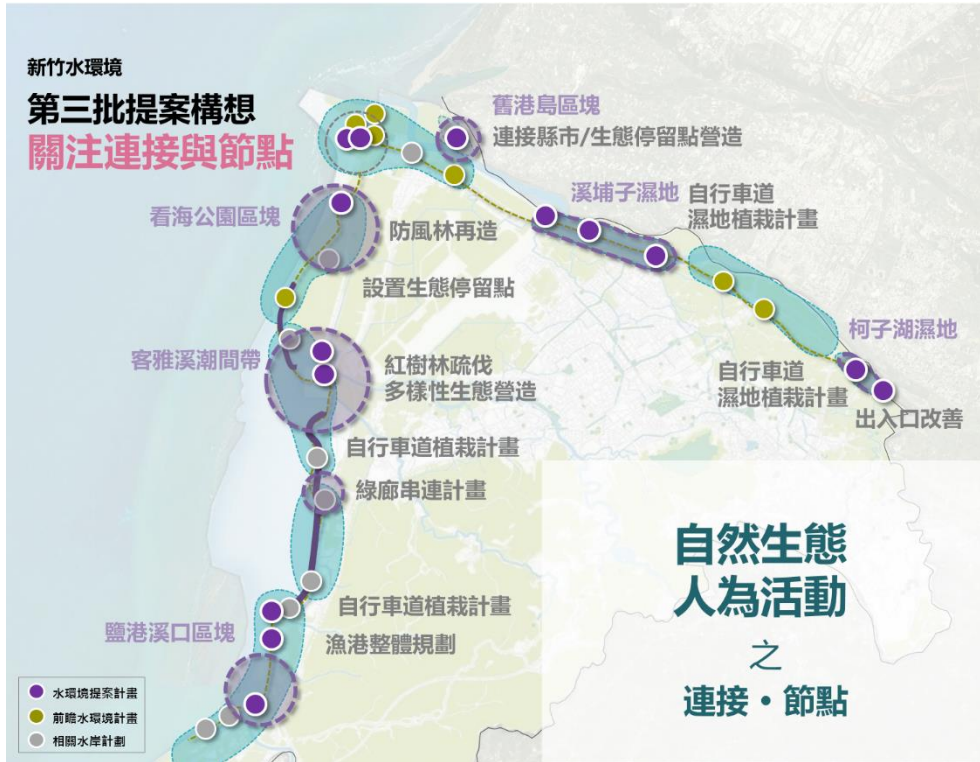 新竹水環境
第三批提案構想
關注連接與節點
舊港島區塊
連接縣市/生態停留點營造
溪埔子濕地
自行車道
濕地植栽計畫
看海公園區塊
防風林再造
設置生態停留點
柯子湖濕地
客雅溪潮間帶
紅樹林疏伐
多樣性生態營造
自行車道
濕地植栽計畫
出入口改善
自行車道植栽計畫
綠廊串連計畫
自行車道植栽計畫
鹽港溪口區塊
漁港整體規劃
自然生態
人為活動
之
連接・節點
水環境提案計畫
前瞻水環境計畫
相關水岸計劃